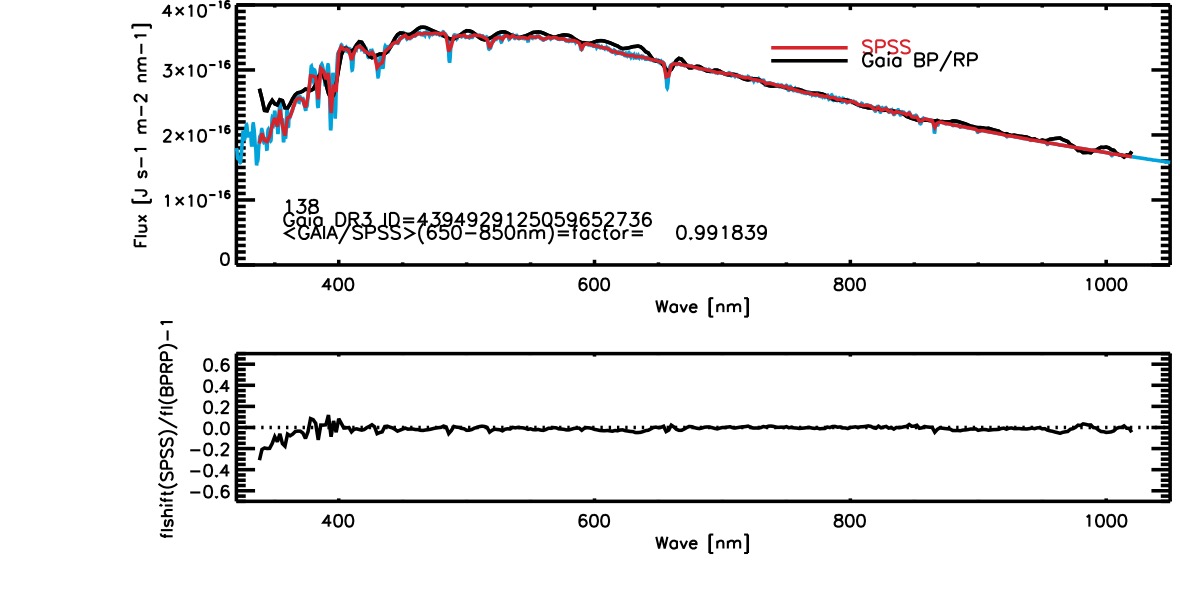 4×10−16
3×10−16
2×10−16
1×10−16
0
Flux [J s−1 m−2 nm−1]
SPSS
Gaia BP/RP
138
Gaia DR3 ID=4394929125059652736
<GAIA/SPSS>(650−850nm)=factor= 0.991839
400 600 800 1000
Wave [nm]
flshift(SPSS)/fl(BPRP)−1
0.6
0.4
0.2
0.0
−0.2
−0.4
−0.6
400 600 800 1000
Wave [nm]